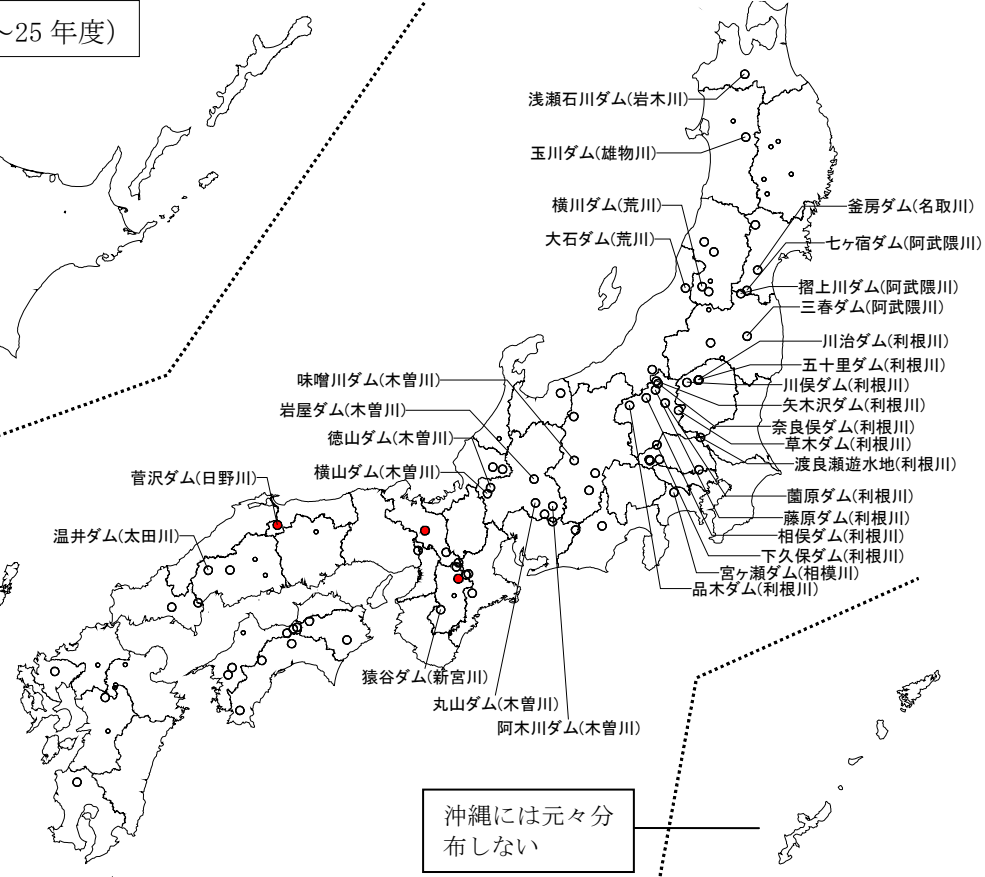 ~25 年度)
浅瀬石川ダム(岩木川)
玉川ダム(雄物川)
横川ダム(荒川)
大石ダム(荒川)
釜房ダム(名取川)
七ヶ宿ダム(阿武隈川)
摺上川ダム(阿武隈川)
三春ダム(阿武隈川)
川治ダム(利根川)
五十里ダム(利根川)
川俣ダム(利根川)
矢木沢ダム(利根川)
奈良俣ダム(利根川)
草木ダム(利根川)
渡良瀬遊水地(利根川)
薗原ダム(利根川)
藤原ダム(利根川)
相俣ダム(利根川)
下久保ダム(利根川)
宮ヶ瀬ダム(相模川)
品木ダム(利根川)
味噌川ダム(木曽川)
岩屋ダム(木曽川)
徳山ダム(木曽川)
横山ダム(木曽川)
菅沢ダム(日野川)
温井ダム(太田川)
猿谷ダム(新宮川)
丸山ダム(木曽川)
阿木川ダム(木曽川)
沖縄には元々分
布しない